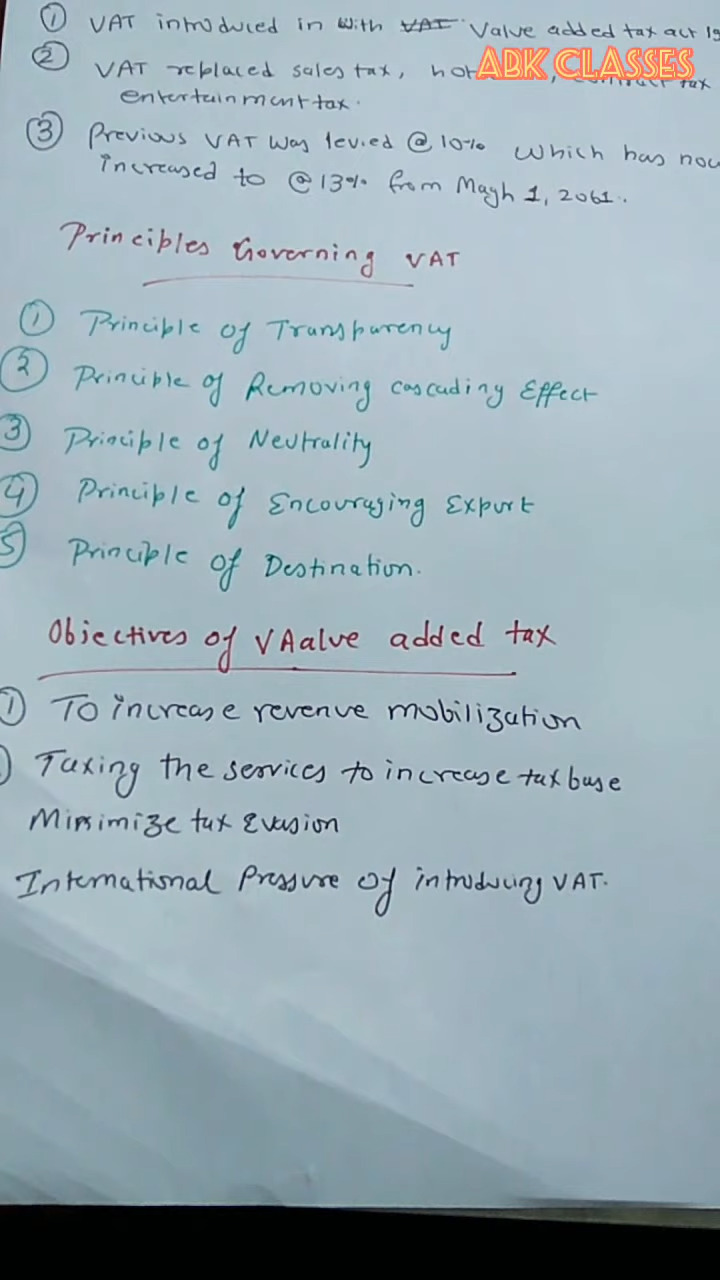 ① VAT introduced in with VAT Value added tax act 19
ABK CLASSES
② VAT replaced sales tax, hot tax
entertainment tax.
③ Previous VAT was levied @ 10% which has now
increased to @ 13% from Magh 1, 2061.
Principles Governing VAT
① Principle of Transparency
2 Principle of Removing cascading Effect
3 Principle of Neutrality
4 Principle of Encouraging Export
5 Principle of Destination.
Objectives of VAalue added tax
1 To increase revenue mobilization
Taxing the services to increase tax base
Minimize tax Evasion
International Pressure of introducing VAT.